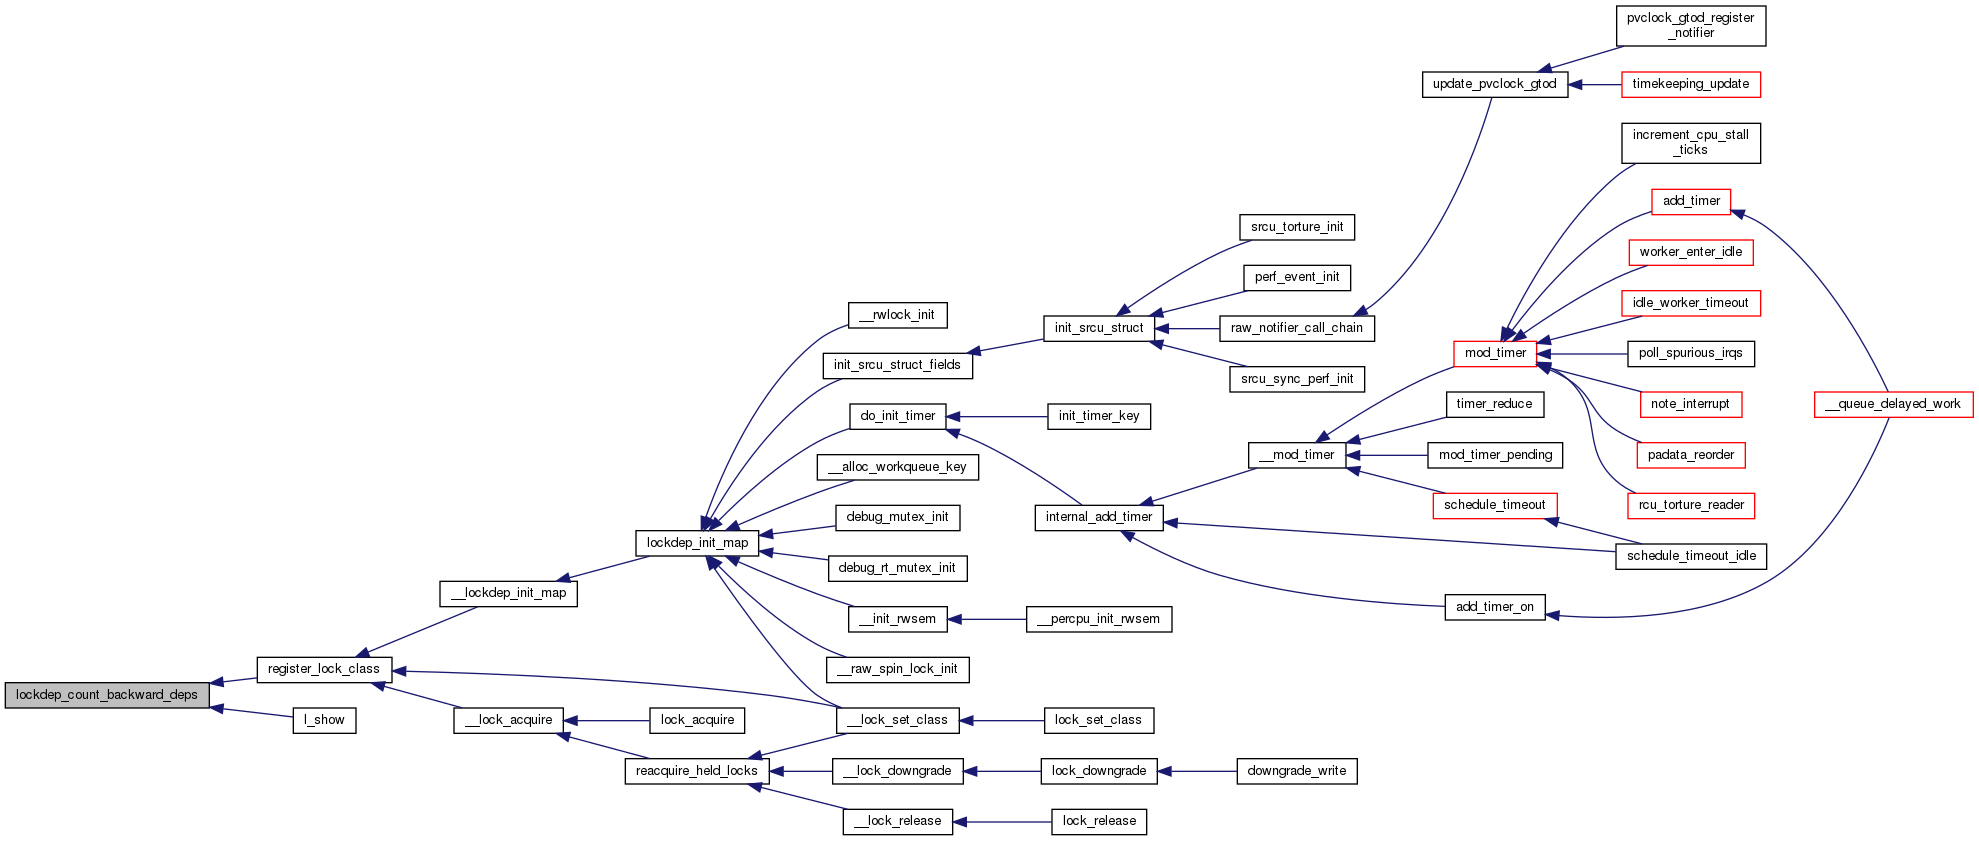 pvclock_gtod_register
_notifier
update_pvclock_gtod
timekeeping_update
increment_cpu_stall
_ticks
add_timer
srcu_torture_init
worker_enter_idle
perf_event_init
idle_worker_timeout
__rwlock_init
init_srcu_struct
raw_notifier_call_chain
mod_timer
poll_spurious_irqs
init_srcu_struct_fields
srcu_sync_perf_init
timer_reduce
note_interrupt
__queue_delayed_work
do_init_timer
init_timer_key
__mod_timer
mod_timer_pending
padata_reorder
__alloc_workqueue_key
schedule_timeout
rcu_torture_reader
debug_mutex_init
internal_add_timer
lockdep_init_map
schedule_timeout_idle
debug_rt_mutex_init
__lockdep_init_map
add_timer_on
__init_rwsem
__percpu_init_rwsem
register_lock_class
__raw_spin_lock_init
lockdep_count_backward_deps
l_show
__lock_acquire
lock_acquire
__lock_set_class
lock_set_class
reacquire_held_locks
__lock_downgrade
lock_downgrade
downgrade_write
__lock_release
lock_release